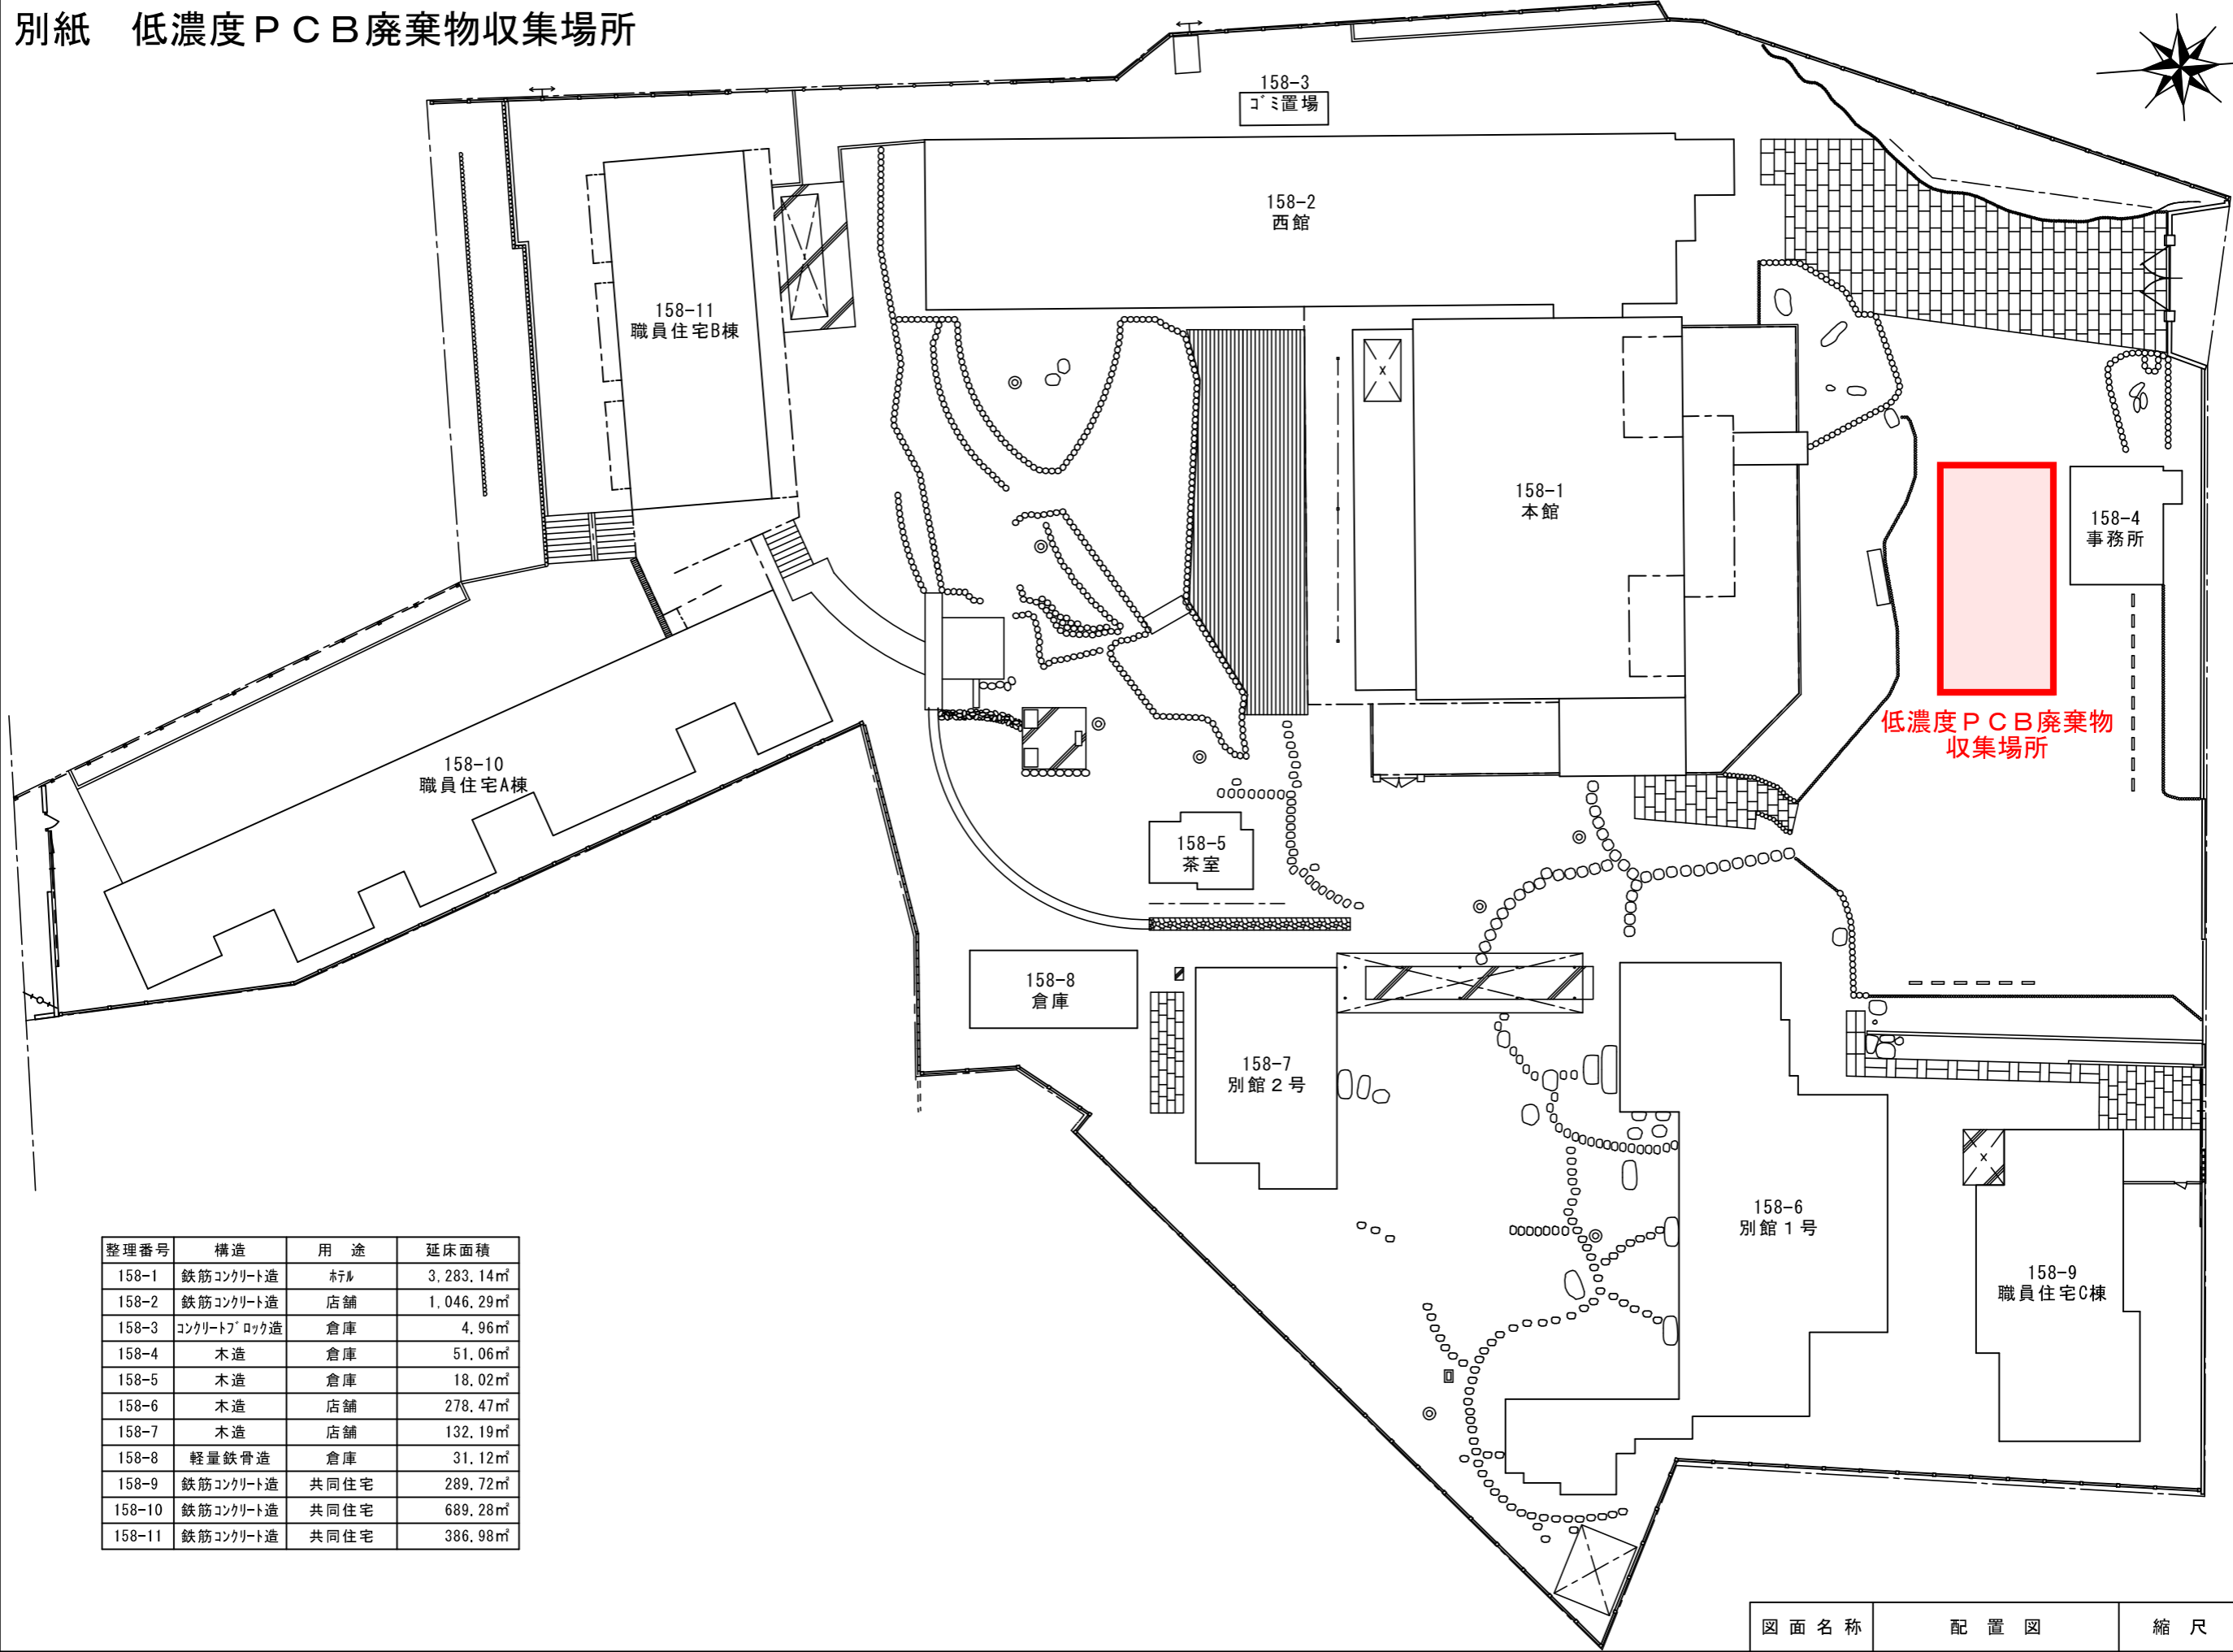 別紙　低濃度ＰＣＢ廃棄物収集場所
158-3
ゴミ置場
158-2
西館
158-11
職員住宅B棟
158-1
本館
158-4
事務所
低濃度ＰＣＢ廃棄物
収集場所
158-10
職員住宅A棟
158-5
茶室
158-8
倉庫
158-7
別館２号
158-6
別館１号
158-9
職員住宅C棟
整理番号 構造 用　途 延床面積
158-1 鉄筋コンクリート造 ホテル 3,283.14㎡
158-2 鉄筋コンクリート造 店舗 1,046.29㎡
158-3 コンクリートブロック造 倉庫 4.96㎡
158-4 木造 倉庫 51.06㎡
158-5 木造 倉庫 18.02㎡
158-6 木造 店舗 278.47㎡
158-7 木造 店舗 132.19㎡
158-8 軽量鉄骨造 倉庫 31.12㎡
158-9 鉄筋コンクリート造 共同住宅 289.72㎡
158-10 鉄筋コンクリート造 共同住宅 689.28㎡
158-11 鉄筋コンクリート造 共同住宅 386.98㎡
図面名称 配置図 縮尺